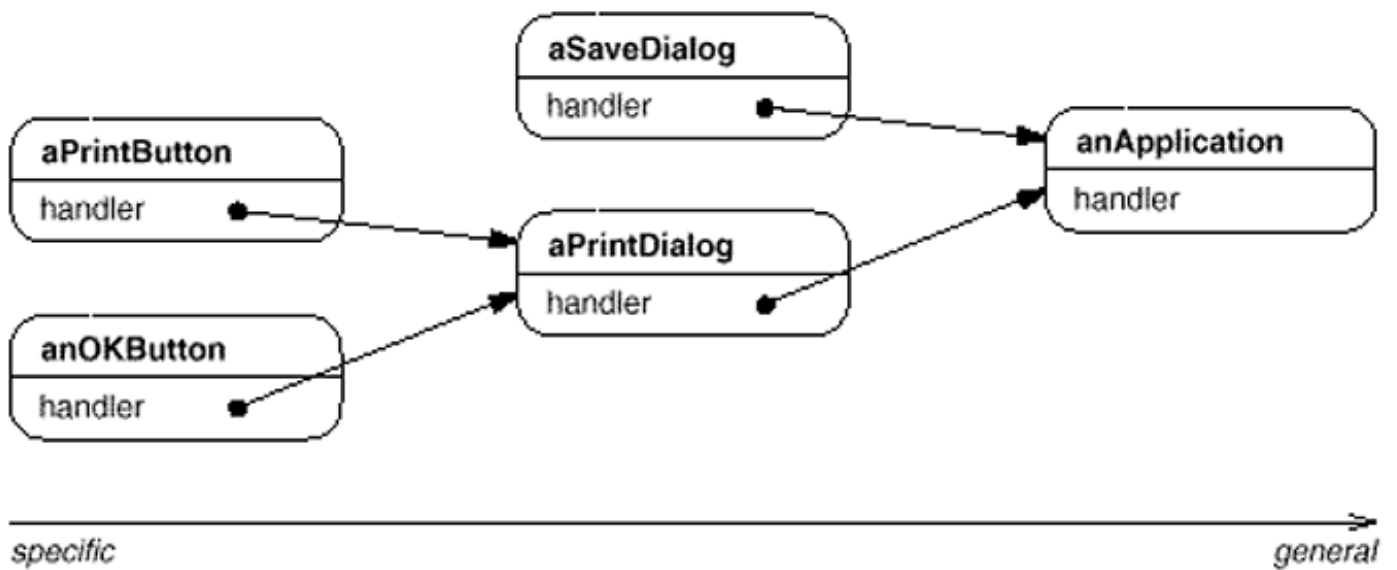 aSaveDialog
handler
aPrintButton
handler
anApplication
handler
aPrintDialog
handler
anOKButton
handler
specific
general